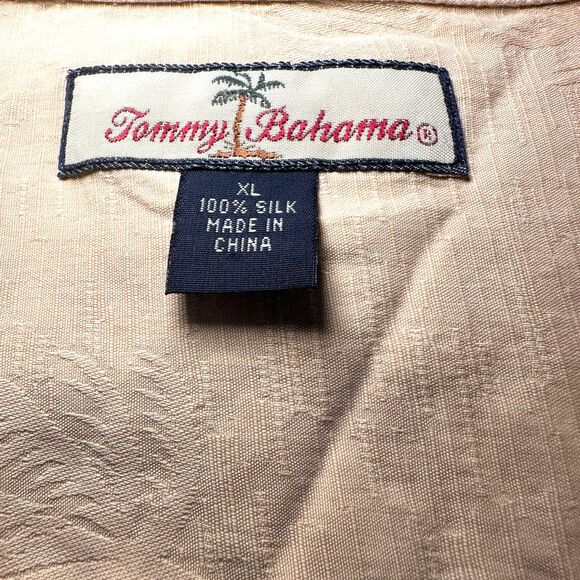 Tommy Bahama®
XL
100% SILK
MADE IN
CHINA